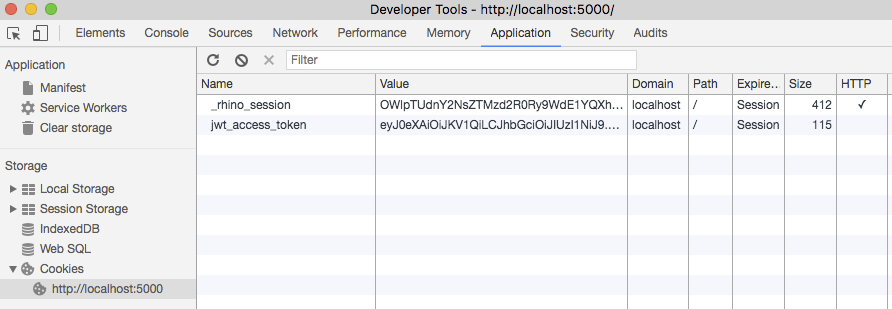 Developer Tools - http://localhost:5000/
Elements Console Sources Network Performance Memory Application Security Audits
Application
Manifest
Service Workers
Clear storage
Storage
Local Storage
Session Storage
IndexedDB
Web SQL
Cookies
http://localhost:5000
Filter
Name Value Domain Path Expire... Size HTTP
_rhino_session OWlpTUdnY2NsZTMzd2R0Ry9WdE1YQXh... localhost / Session 412 ✓
jwt_access_token eyJ0eXAiOiJKV1QiLCJhbGciOiJIUzI1NiJ9.... localhost / Session 115